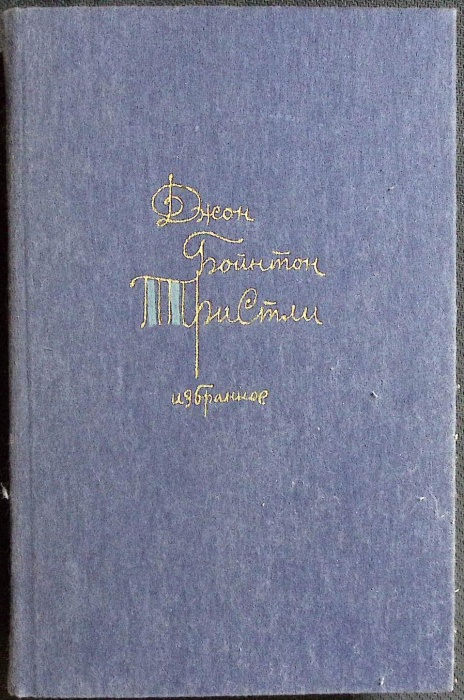 Джон
Бойнтон
Пристли
избранное